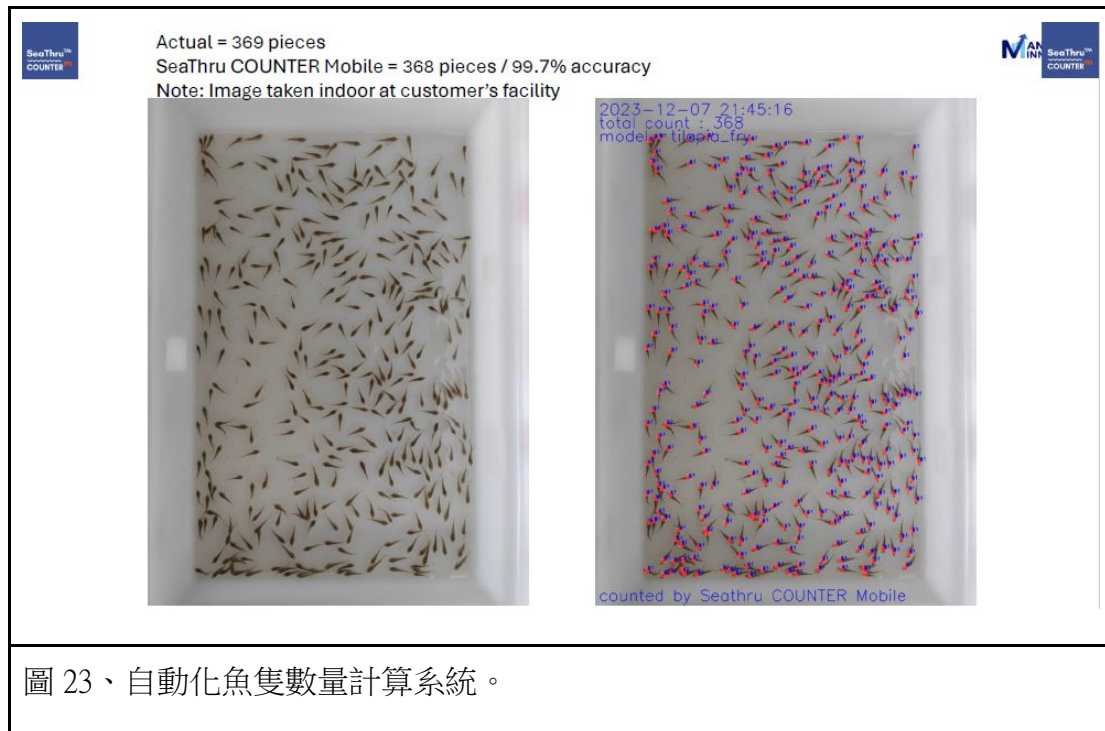 SeaThru™
COUNTER
Actual = 369 pieces
SeaThru COUNTER Mobile = 368 pieces / 99.7% accuracy
Note: Image taken indoor at customer's facility
SeaThru™
COUNTER
2023-12-07 21:45:16
total count : 368
model : tilapia_fry
counted by Seathru COUNTER Mobile
圖 23、自動化魚隻數量計算系統。